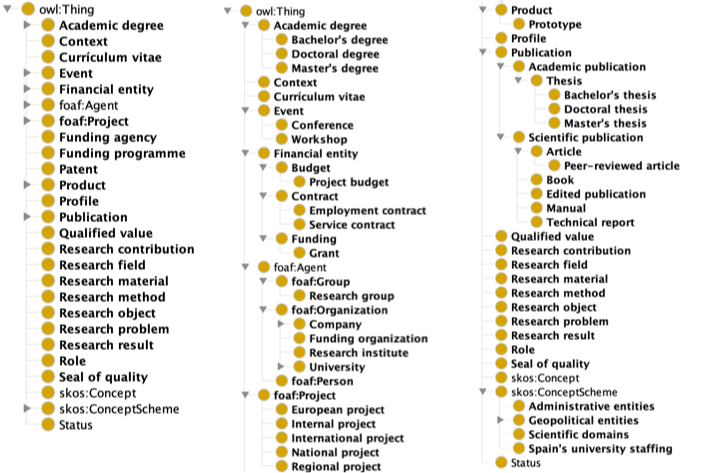 owl:Thing
Academic degree
Context
Currículum vitae
Event
Financial entity
foaf:Agent
foaf:Project
Funding agency
Funding programme
Patent
Product
Profile
Publication
Qualified value
Research contribution
Research field
Research material
Research method
Research object
Research problem
Research result
Role
Seal of quality
skos:Concept
skos:ConceptScheme
Status
owl:Thing
Academic degree
Bachelor's degree
Doctoral degree
Master's degree
Context
Currículum vitae
Event
Conference
Workshop
Financial entity
Budget
Project budget
Contract
Employment contract
Service contract
Funding
Grant
foaf:Agent
foaf:Group
Research group
foaf:Organization
Company
Funding organization
Research institute
University
foaf:Person
foaf:Project
European project
Internal project
International project
National project
Regional project
Product
Prototype
Profile
Publication
Academic publication
Thesis
Bachelor's thesis
Doctoral thesis
Master's thesis
Scientific publication
Article
Peer-reviewed article
Book
Edited publication
Manual
Technical report
Qualified value
Research contribution
Research field
Research material
Research method
Research object
Research problem
Research result
Role
Seal of quality
skos:Concept
skos:ConceptScheme
Administrative entities
Geopolitical entities
Scientific domains
Spain's university staffing
Status